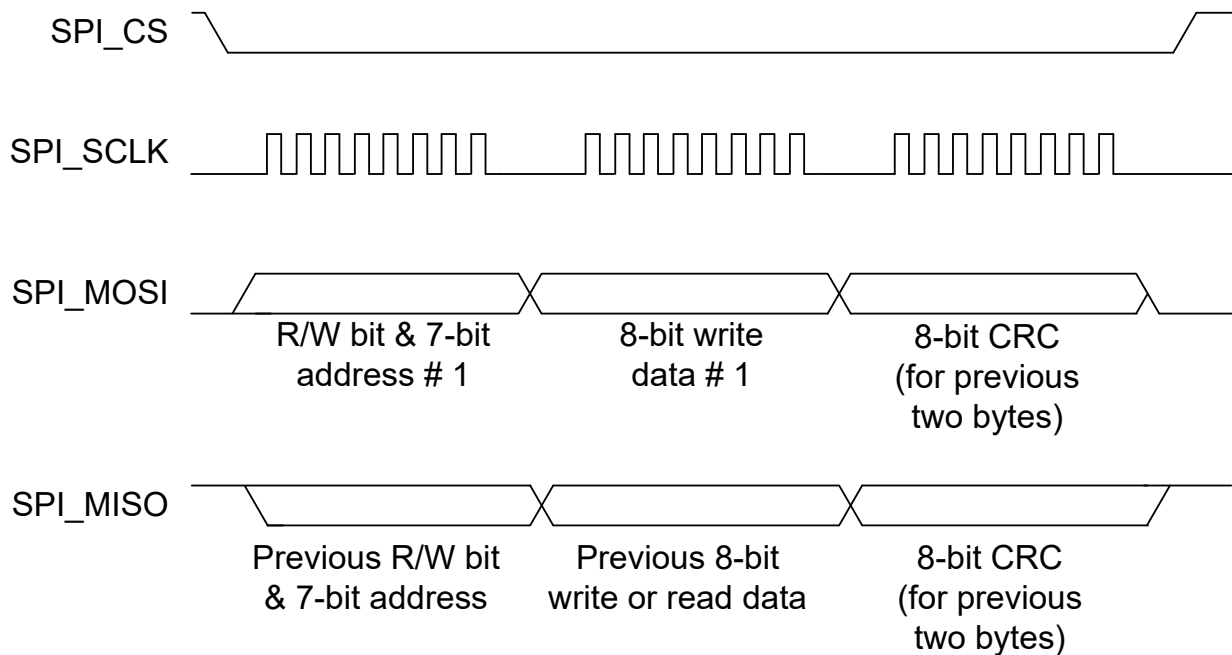 SPI_CS
SPI_SCLK
SPI_MOSI
R/W bit & 7-bit
address # 1
8-bit write
data # 1
8-bit CRC
(for previous
two bytes)
SPI_MISO
Previous R/W bit
& 7-bit address
Previous 8-bit
write or read data
8-bit CRC
(for previous
two bytes)